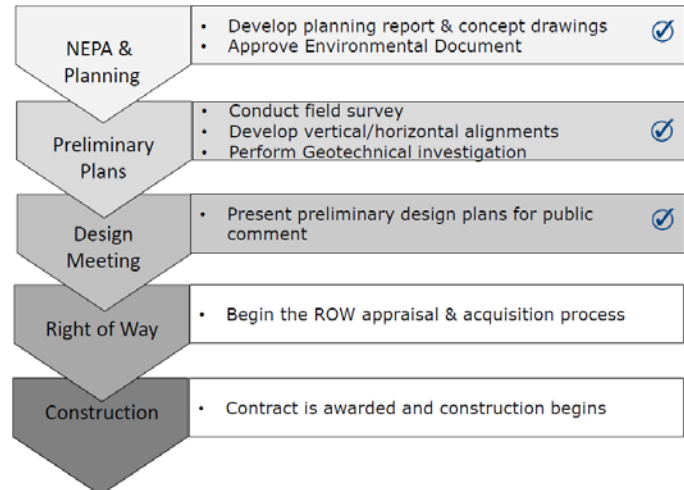 NEPA &
Planning
• Develop planning report & concept drawings
• Approve Environmental Document
Preliminary
Plans
• Conduct field survey
• Develop vertical/horizontal alignments
• Perform Geotechnical investigation
Design
Meeting
• Present preliminary design plans for public
comment
Right of Way
• Begin the ROW appraisal & acquisition process
Construction
• Contract is awarded and construction begins